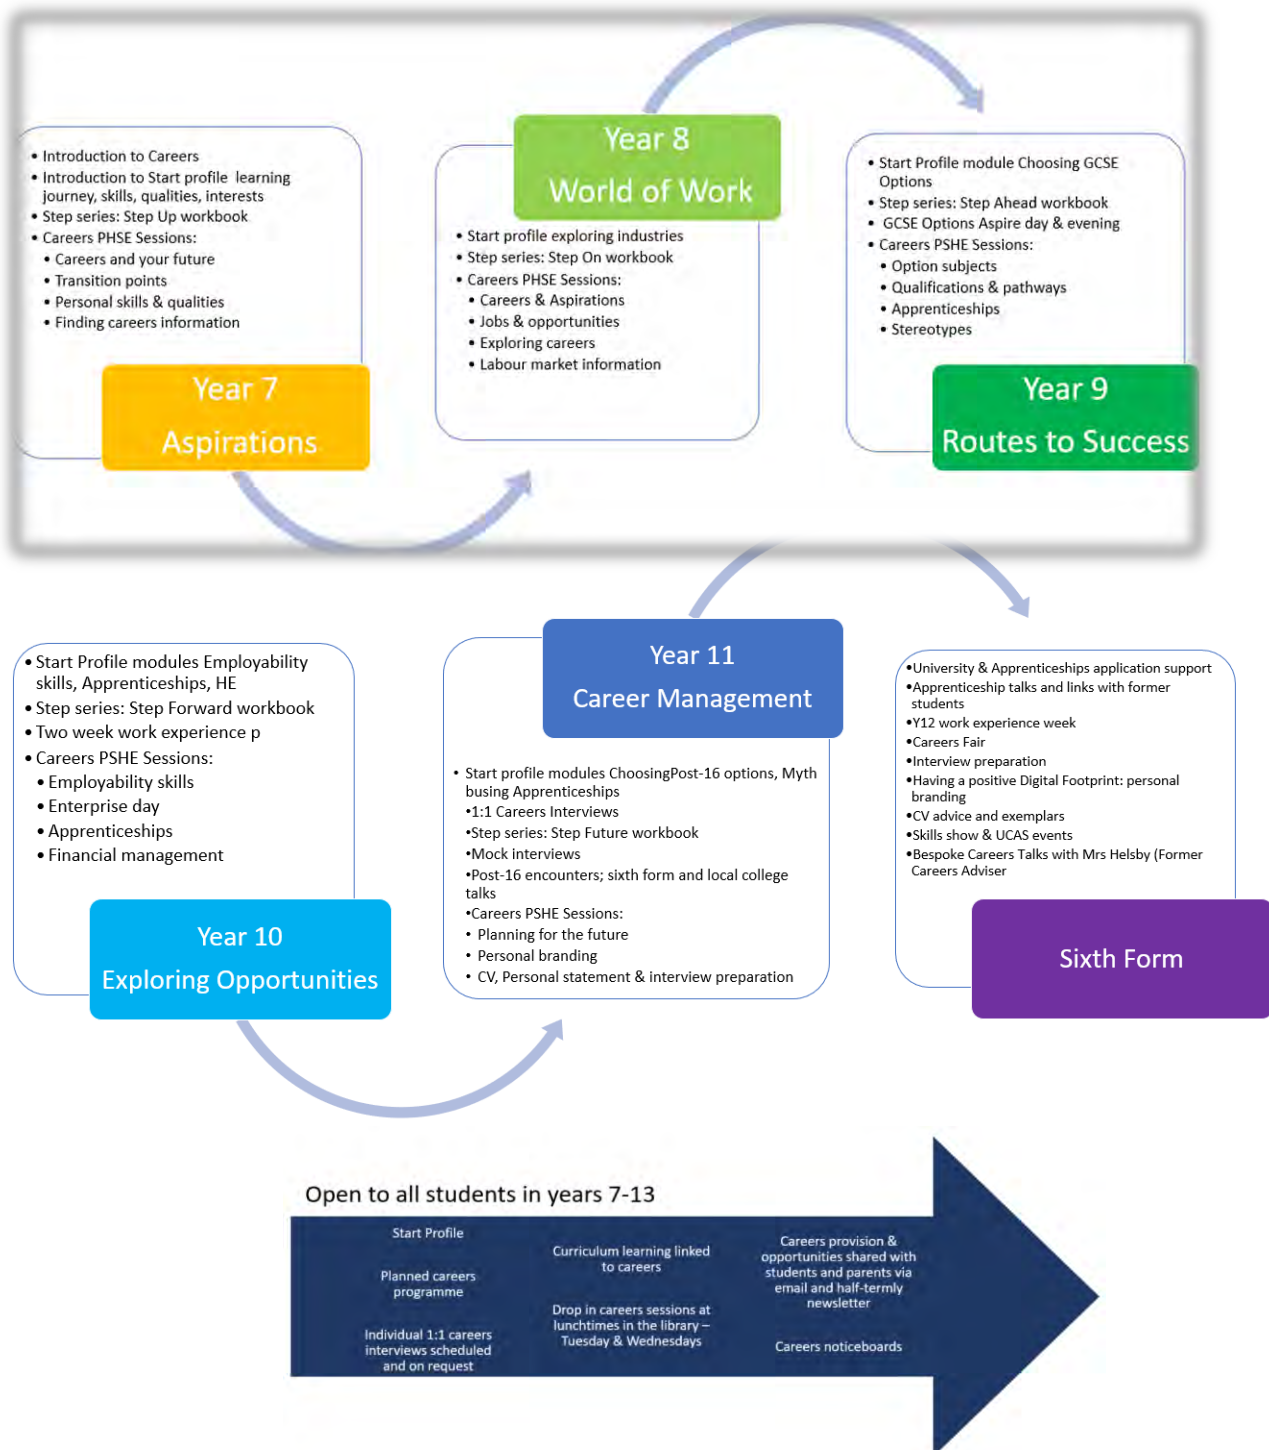 • Introduction to Careers
• Introduction to Start profile learning
journey, skills, qualities, interests
• Step series: Step Up workbook
• Careers PHSE Sessions:
• Careers and your future
• Transition points
• Personal skills & qualities
• Finding careers information
Year 7
Aspirations
Year 8
World of Work
• Start profile exploring industries
• Step series: Step On workbook
• Careers PHSE Sessions:
• Careers & Aspirations
• Jobs & opportunities
• Exploring careers
• Labour market information
• Start Profile module Choosing GCSE
Options
• Step series: Step Ahead workbook
• GCSE Options Aspire day & evening
• Careers PSHE Sessions:
• Option subjects
• Qualifications & pathways
• Apprenticeships
• Stereotypes
Year 9
Routes to Success
• Start Profile modules Employability
skills, Apprenticeships, HE
• Step series: Step Forward workbook
• Two week work experience p
• Careers PSHE Sessions:
• Employability skills
• Enterprise day
• Apprenticeships
• Financial management
Year 10
Exploring Opportunities
Year 11
Career Management
• Start profile modules ChoosingPost-16 options, Myth
busing Apprenticeships
•1:1 Careers Interviews
•Step series: Step Future workbook
•Mock interviews
•Post-16 encounters; sixth form and local college
talks
•Careers PSHE Sessions:
• Planning for the future
• Personal branding
• CV, Personal statement & interview preparation
•University & Apprenticeships application support
•Apprenticeship talks and links with former
students
•Y12 work experience week
•Careers Fair
•Interview preparation
•Having a positive Digital Footprint: personal
branding
•CV advice and exemplars
•Skills show & UCAS events
•Bespoke Careers Talks with Mrs Helsby (Former
Careers Adviser
Sixth Form
Open to all students in years 7-13
Start Profile
Planned careers
programme
Individual 1:1 careers
interviews scheduled
and on request
Curriculum learning linked
to careers
Drop in careers sessions at
lunchtimes in the library –
Tuesday & Wednesdays
Careers provision &
opportunities shared with
students and parents via
email and half-termly
newsletter
Careers noticeboards